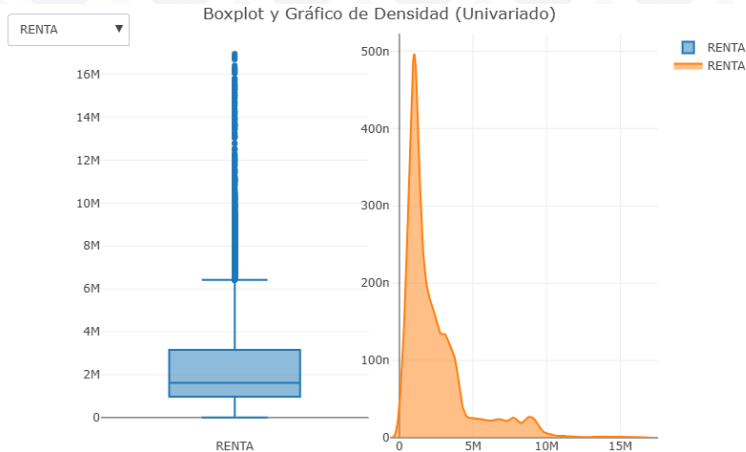 Boxplot y Gráfico de Densidad (Univariado)
RENTA ▼
16M
14M
12M
10M
8M
6M
4M
2M
0
RENTA
500n
400n
300n
200n
100n
0
0
5M
10M
15M
RENTA
RENTA